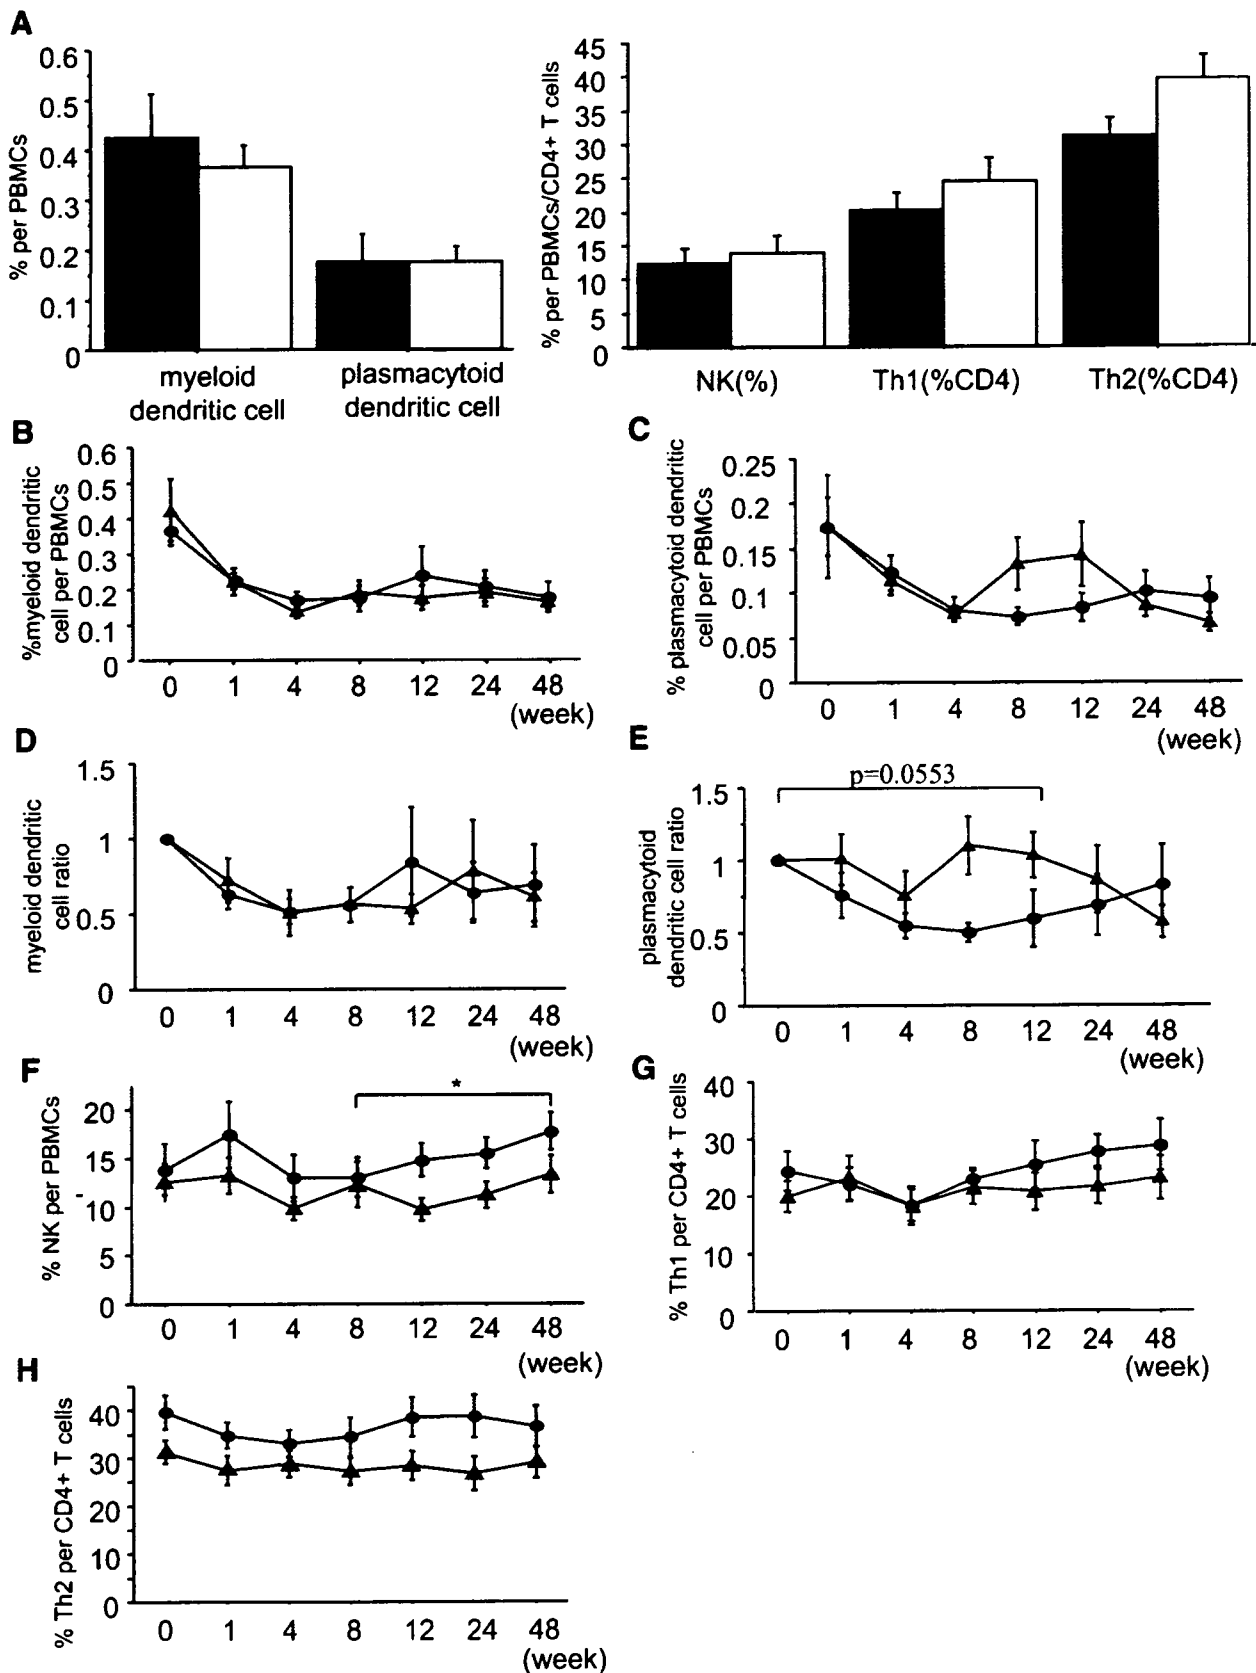 A
% per PBMCs
0.6
0.5
0.4
0.3
0.2
0.1
0
myeloid
dendritic cell
plasmacytoid
dendritic cell
% per PBMCs/CD4+ T cells
45
40
35
30
25
20
15
10
5
0
NK(%)
Th1(%CD4)
Th2(%CD4)
B
%myeloid dendritic
cell per PBMCs
0.6
0.5
0.4
0.3
0.2
0.1
0
0 1 4 8 12 24 48
(week)
C
% plasmacytoid dendritic
cell per PBMCs
0.25
0.2
0.15
0.1
0.05
0
0 1 4 8 12 24 48
(week)
D
myeloid dendritic
cell ratio
1.5
1
0.5
0
0 1 4 8 12 24 48
(week)
E
p=0.0553
plasmacytoid
dendritic cell ratio
1.5
1
0.5
0
0 1 4 8 12 24 48
(week)
F
*
% NK per PBMCs
20
15
10
5
0
0 1 4 8 12 24 48
(week)
G
% Th1 per CD4+ T cells
40
30
20
10
0
0 1 4 8 12 24 48
(week)
H
% Th2 per CD4+ T cells
40
30
20
10
0
0 1 4 8 12 24 48
(week)